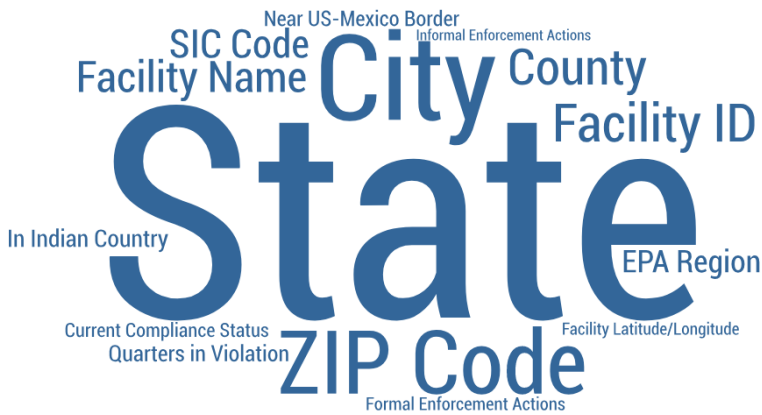 Near US-Mexico Border
Informal Enforcement Actions
SIC Code
City
County
Facility Name
Facility ID
State
In Indian Country
EPA Region
Current Compliance Status
Facility Latitude/Longitude
Quarters in Violation
ZIP Code
Formal Enforcement Actions